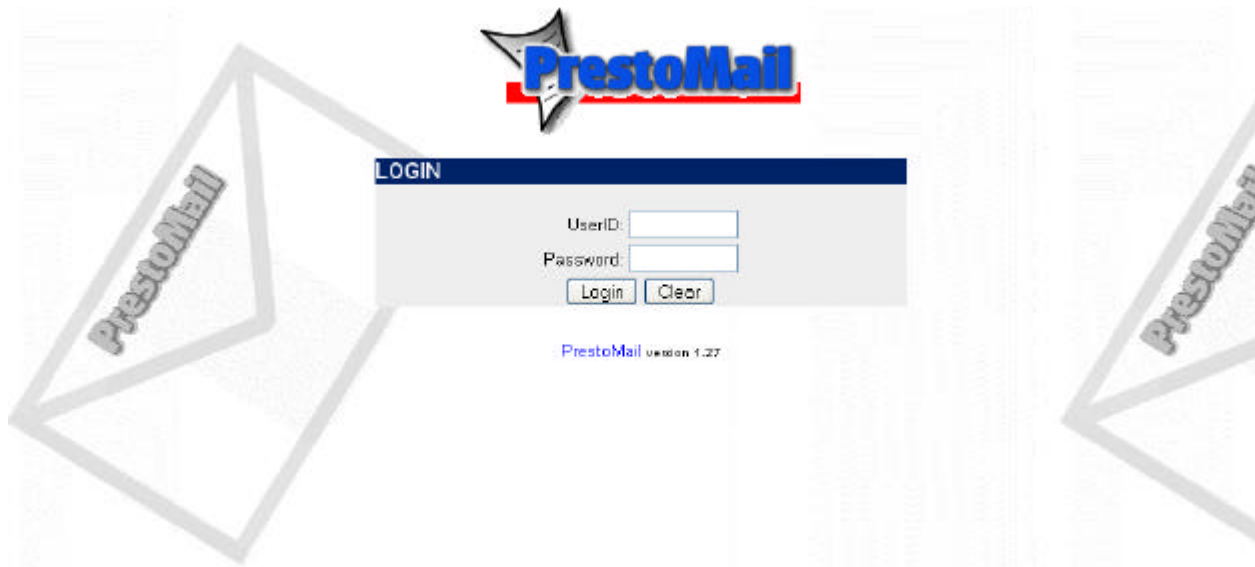 PrestoMail
LOGIN
UserID:
Password:
Login Clear
PrestoMail version 1.27
PrestoMail
PrestoMail